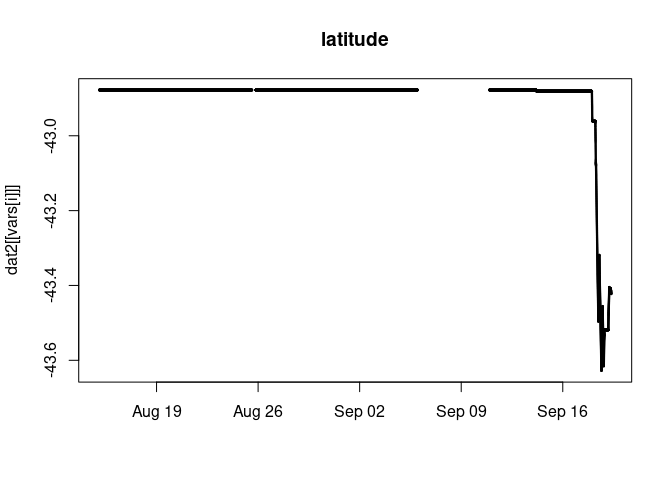 latitude
dat2[[vars[i]]]
-43.0
-43.2
-43.4
-43.6
Aug 19
Aug 26
Sep 02
Sep 09
Sep 16